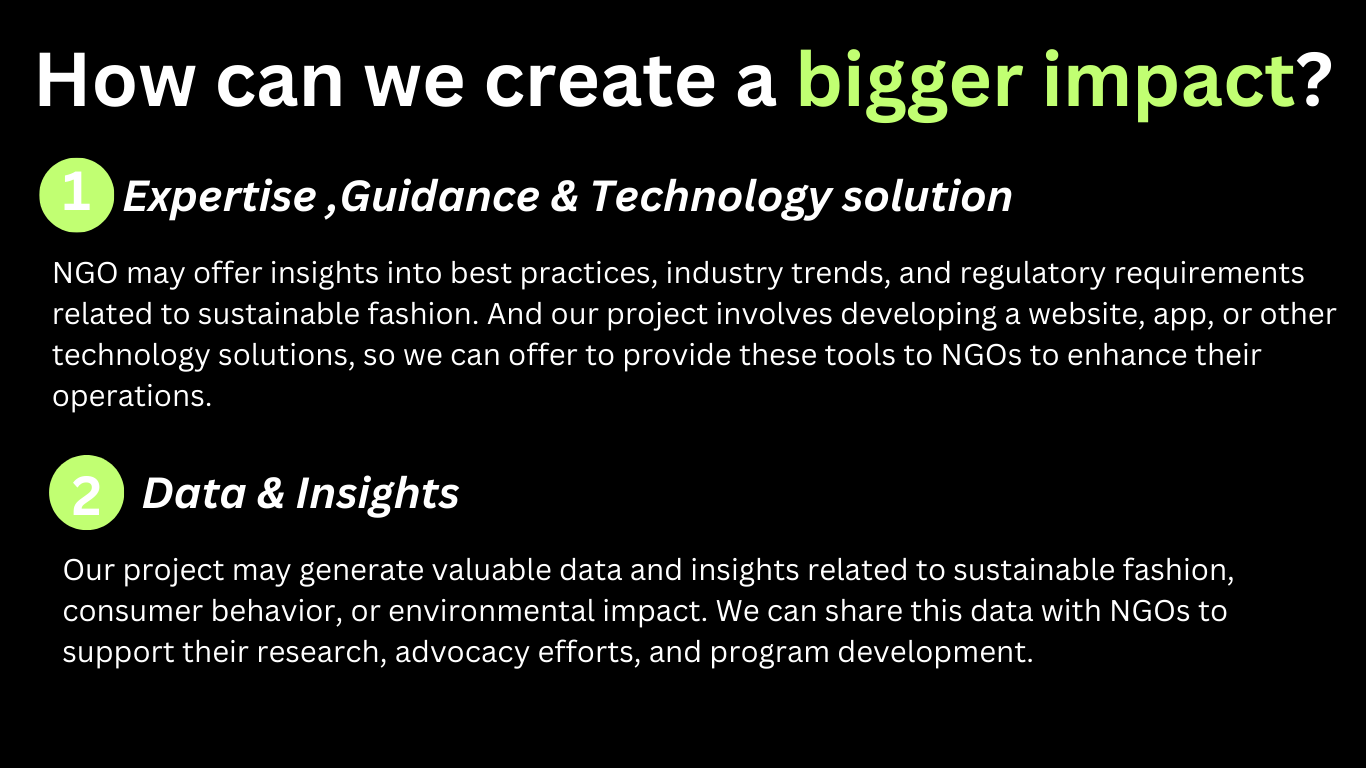 How can we create a bigger impact?
1 Expertise ,Guidance & Technology solution
NGO may offer insights into best practices, industry trends, and regulatory requirements
related to sustainable fashion. And our project involves developing a website, app, or other
technology solutions, so we can offer to provide these tools to NGOs to enhance their
operations.
2 Data & Insights
Our project may generate valuable data and insights related to sustainable fashion,
consumer behavior, or environmental impact. We can share this data with NGOs to
support their research, advocacy efforts, and program development.